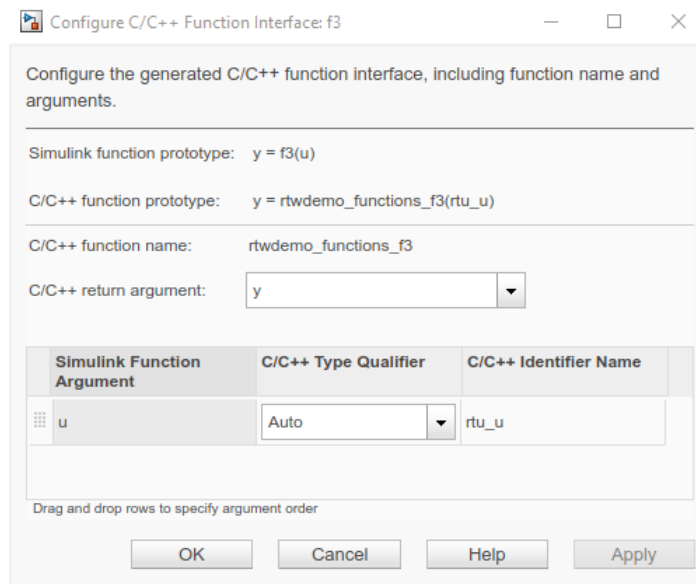 Configure C/C++ Function Interface: f3
Configure the generated C/C++ function interface, including function name and
arguments.
Simulink function prototype: y = f3(u)
C/C++ function prototype: y = rtwdemo_functions_f3(rtu_u)
C/C++ function name: rtwdemo_functions_f3
C/C++ return argument: y
Simulink Function Argument C/C++ Type Qualifier C/C++ Identifier Name
u Auto rtu_u
Drag and drop rows to specify argument order
OK Cancel Help Apply